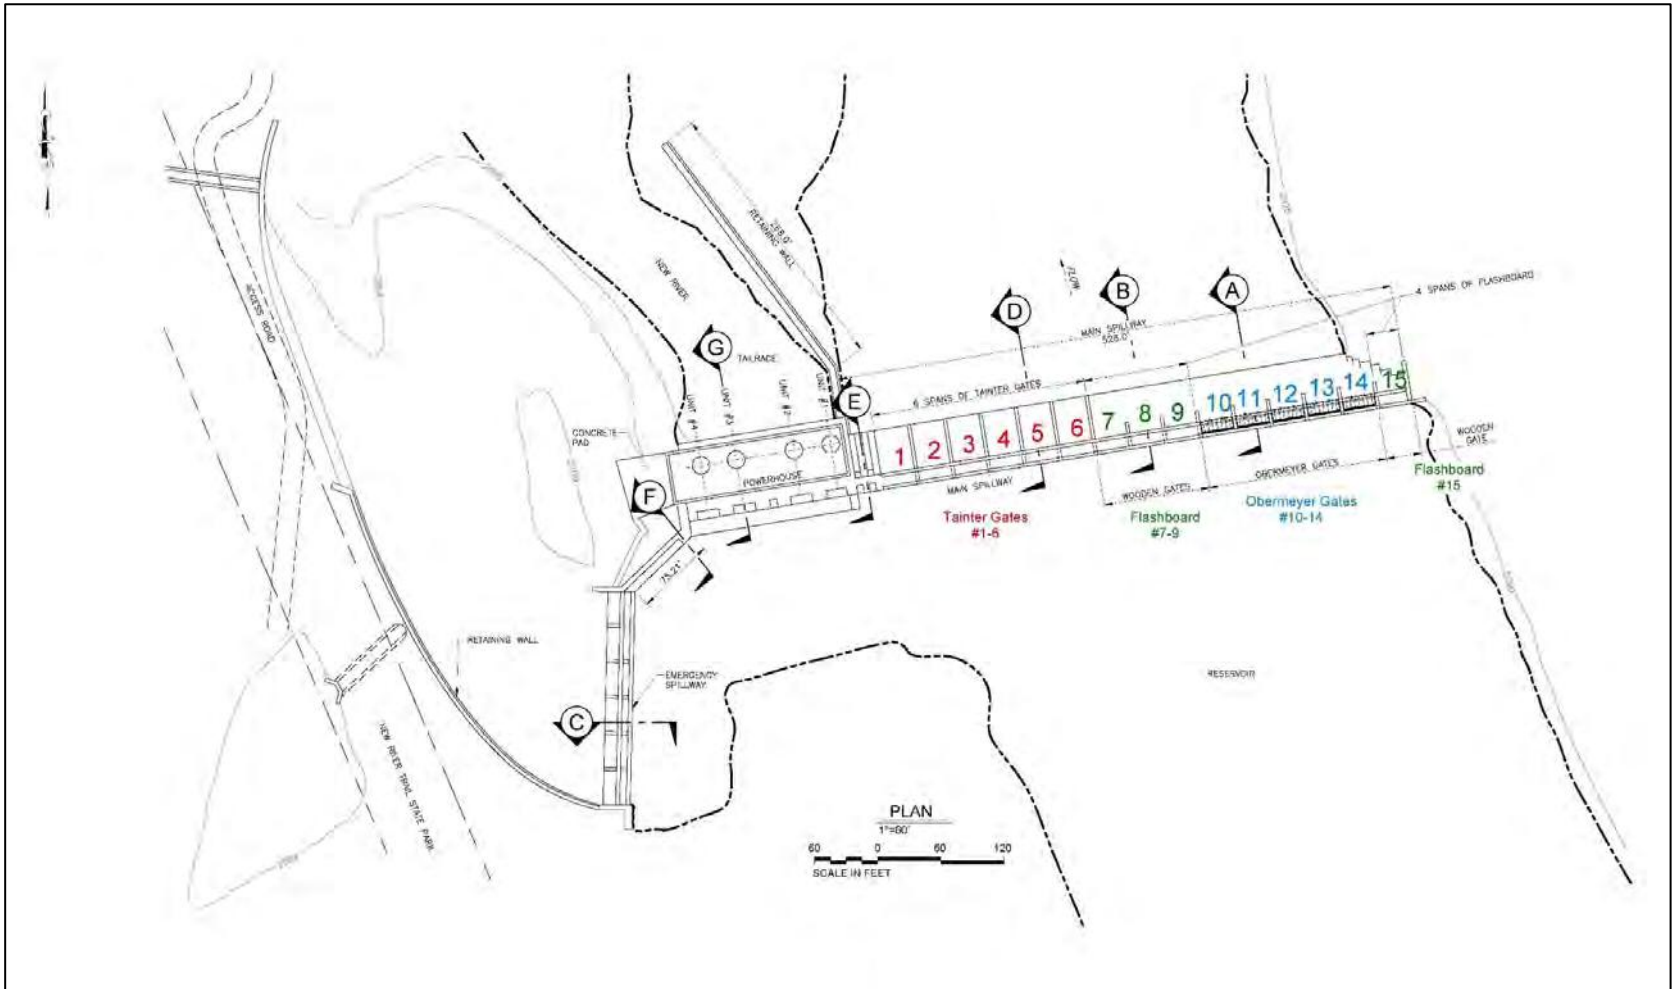 4 SPANS OF FLASHBOARD
A
B
D
FLOW
MAIN SPILLWAY
528.0'
RETAINING WALL
NEW RIVER
ACCESS ROAD
G
TAILRACE
UNIT #4
UNIT #3
UNIT #2
UNIT #1
E
6 SPANS OF TAINTER GATES
1
2
3
4
5
6
7
8
9
10
11
12
13
14
15
CONCRETE
PAD
POWERHOUSE
F
MAIN SPILLWAY
WOODEN GATES
OBERMEYER GATES
WOODEN
GATE
Tainter Gates
#1-6
Flashboard
#7-9
Obermeyer Gates
#10-14
Flashboard
#15
75.21'
RETAINING WALL
EMERGENCY
SPILLWAY
C
RESERVOIR
NEW RIVER TRAIL STATE PARK
PLAN
1"=60'
60 0 60 120
SCALE IN FEET